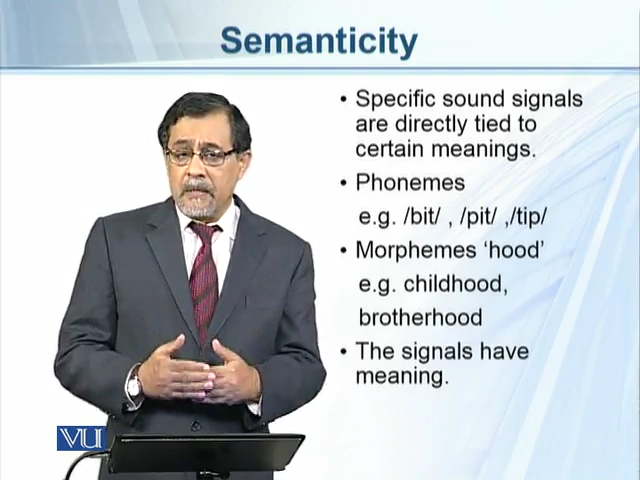 Semanticity
• Specific sound signals
are directly tied to
certain meanings.
• Phonemes
e.g. /bit/ , /pit/ ,/tip/
• Morphemes ‘hood’
e.g. childhood,
brotherhood
• The signals have
meaning.
VU